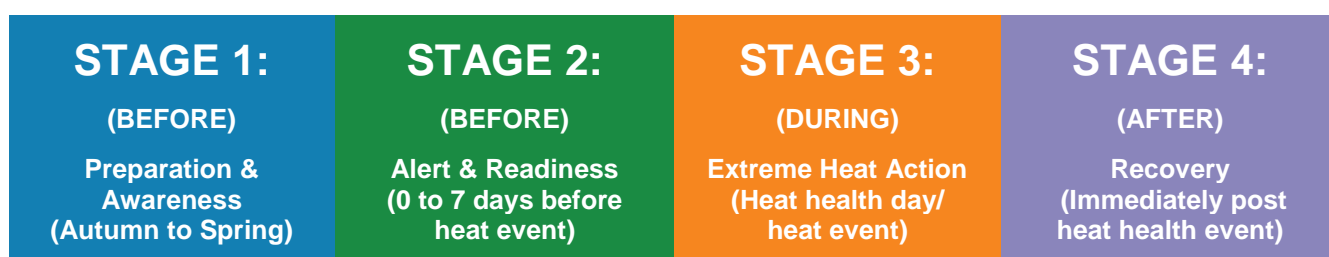 STAGE 1:
(BEFORE)
Preparation &
Awareness
(Autumn to Spring)
STAGE 2:
(BEFORE)
Alert & Readiness
(0 to 7 days before
heat event)
STAGE 3:
(DURING)
Extreme Heat Action
(Heat health day/
heat event)
STAGE 4:
(AFTER)
Recovery
(Immediately post
heat health event)